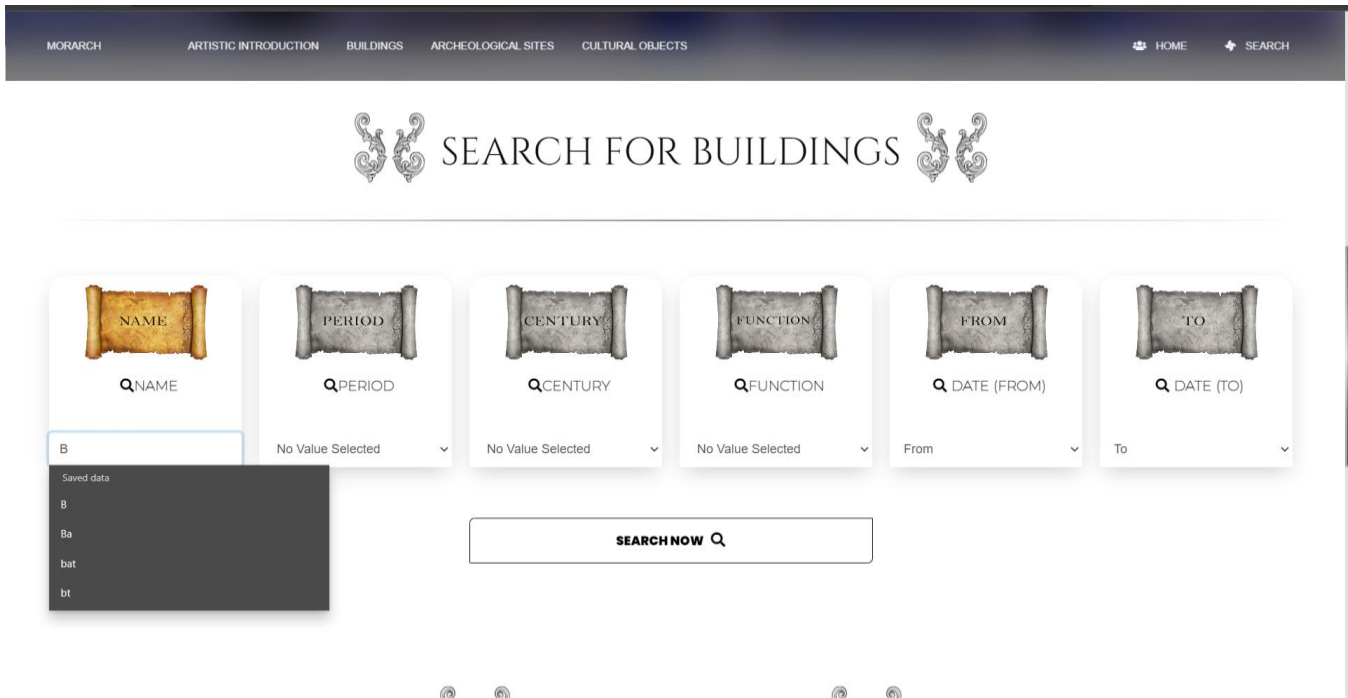 MORARCH ARTISTIC INTRODUCTION BUILDINGS ARCHEOLOGICAL SITES CULTURAL OBJECTS HOME SEARCH
SEARCH FOR BUILDINGS
NAME PERIOD CENTURY FUNCTION FROM TO
NAME PERIOD CENTURY FUNCTION DATE (FROM) DATE (TO)
B No Value Selected No Value Selected No Value Selected From To
Saved data
B
Ba
bat
bt
SEARCH NOW